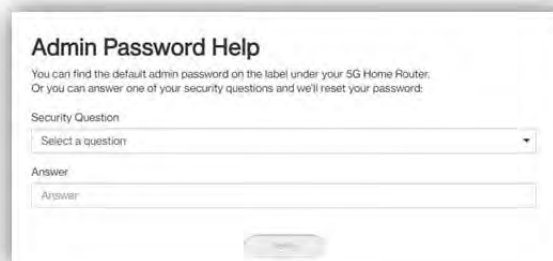 Admin Password Help
You can find the default admin password on the label under your 5G Home Router.
Or you can answer one of your security questions and we'll reset your password:
Security Question
Select a question
Answer
Answer